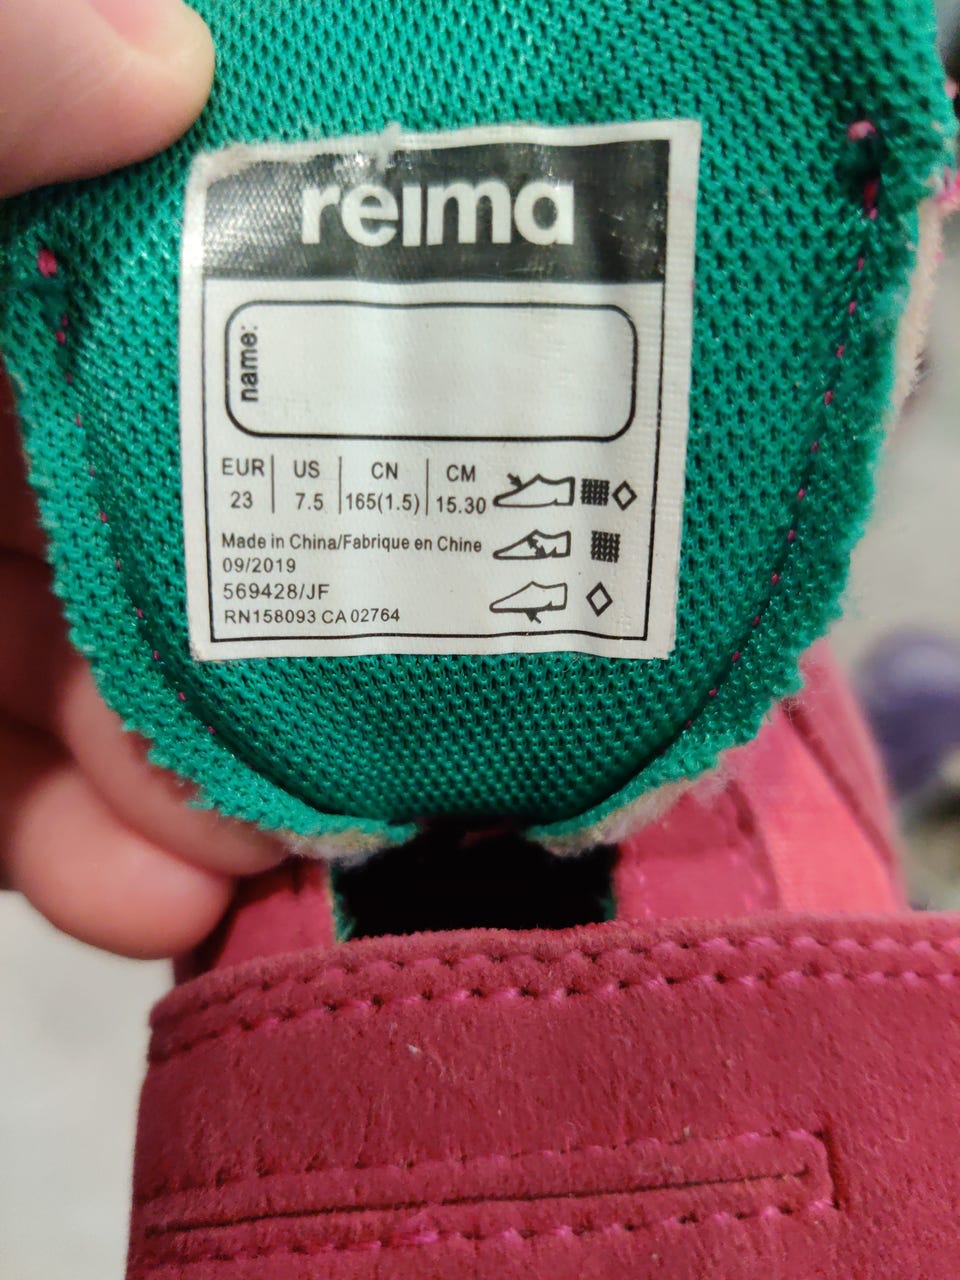 reima
name:
EUR | US | CN | CM
23 | 7.5 | 165(1.5) | 15.30
Made in China/Fabrique en Chine
09/2019
569428/JF
RN158093 CA 02764